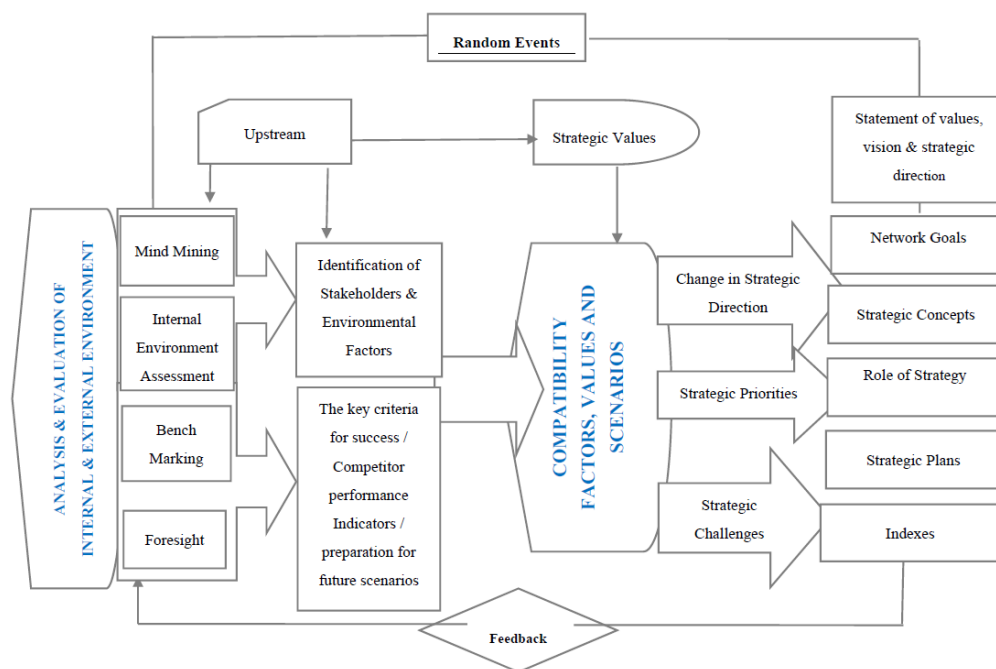 Random Events
Upstream
Strategic Values
Statement of values,
vision & strategic
direction
ANALYSIS & EVALUATION OF
INTERNAL & EXTERNAL ENVIRONMENT
Mind Mining
Internal
Environment
Assessment
Bench
Marking
Foresight
Identification of
Stakeholders &
Environmental
Factors
The key criteria
for success /
Competitor
performance
Indicators /
preparation for
future scenarios
COMPATIBILITY
FACTORS, VALUES AND
SCENARIOS
Change in Strategic
Direction
Strategic Priorities
Strategic
Challenges
Network Goals
Strategic Concepts
Role of Strategy
Strategic Plans
Indexes
Feedback